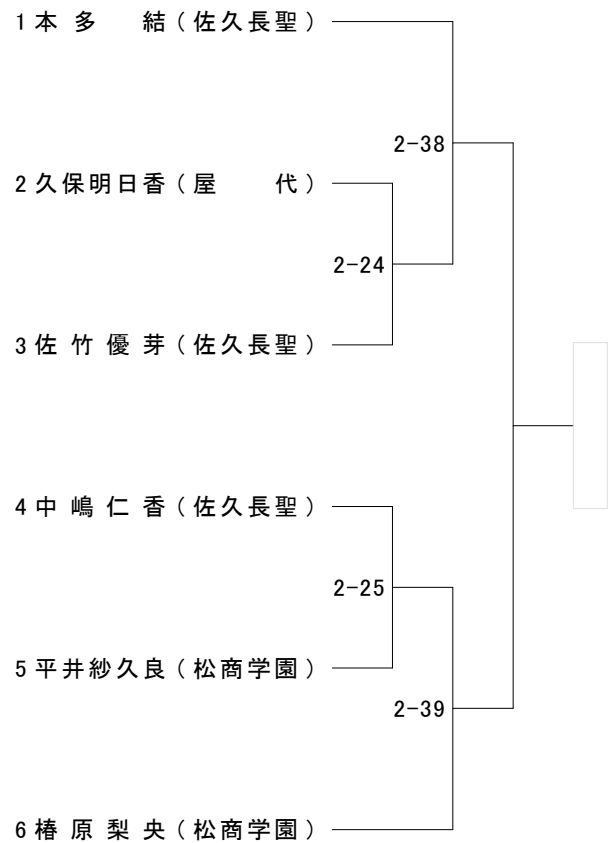 1 本多 結(佐久長聖)
2-38
2 久保明日香(屋 代)
2-24
3 佐竹優芽(佐久長聖)
4 中嶋仁香(佐久長聖)
2-25
5 平井紗久良(松商学園)
2-39
6 椿原梨央(松商学園)